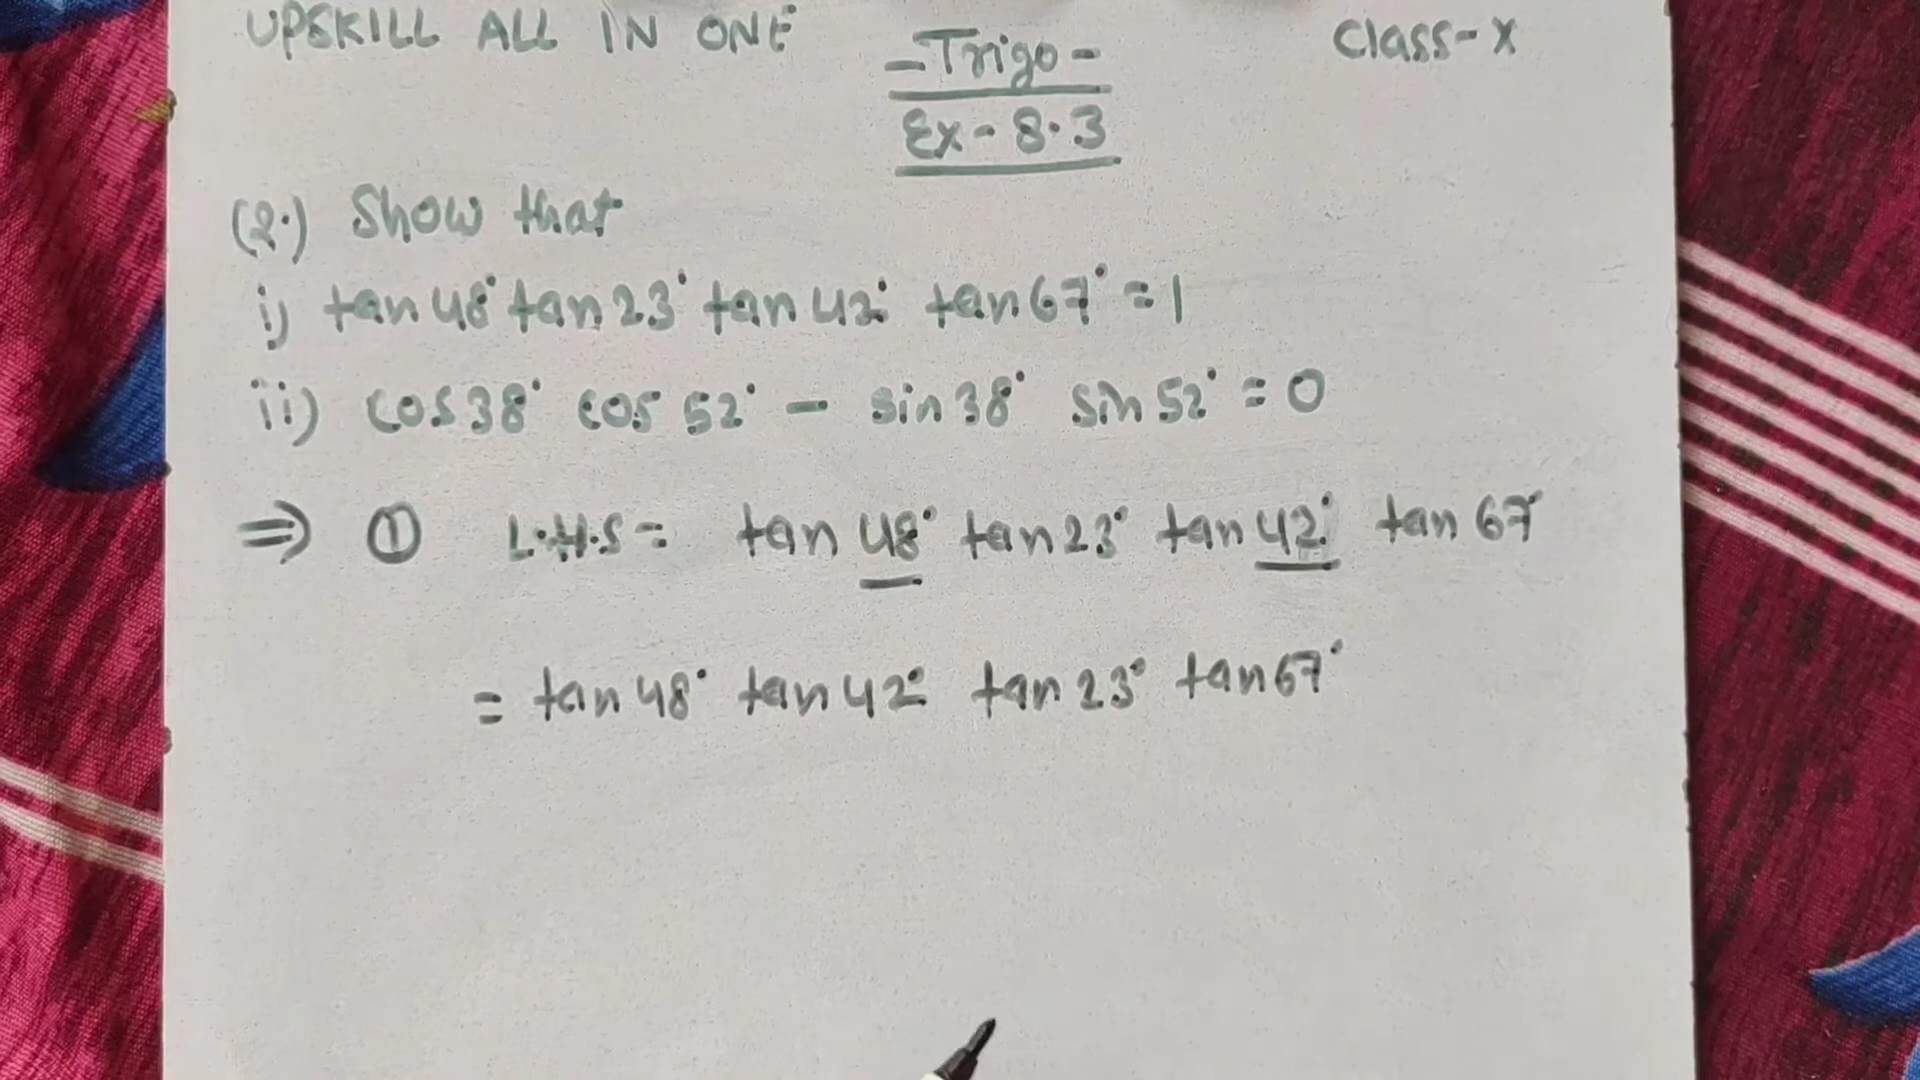 UPSKILL ALL IN ONE
-Trigo-
Class-X
Ex-8.3
(2.) Show that
i) tan 48° tan 23° tan 42° tan 67° = 1
ii) cos 38° cos 52° - sin 38° sin 52° = 0
⇒ ① L.H.S = tan 48° tan 23° tan 42° tan 67°
= tan 48° tan 42° tan 23° tan 67°